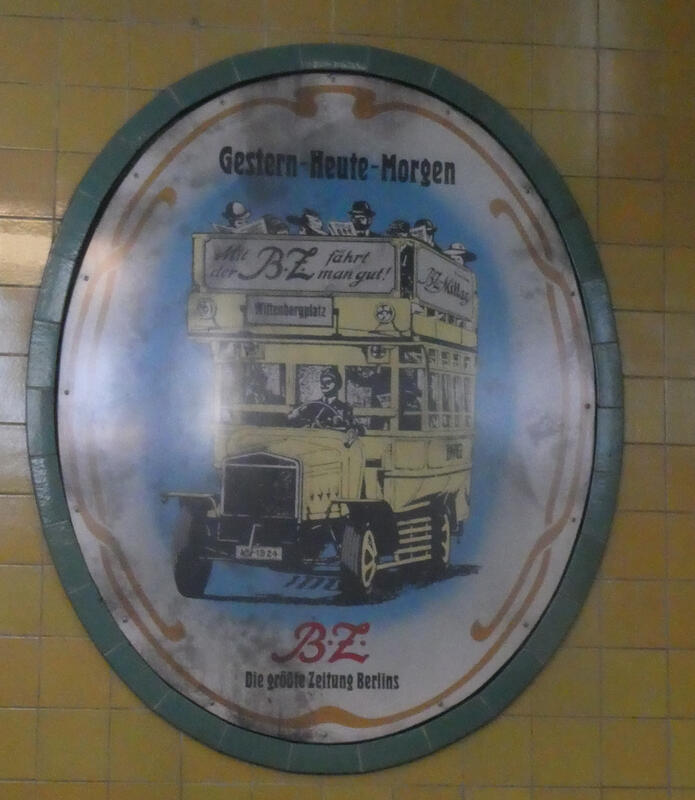 Gestern-Heute-Morgen
Mit der B.Z. fährt man gut!
B.Z. Mittag
Wittenbergplatz
B.Z.
Die größte Zeitung Berlins